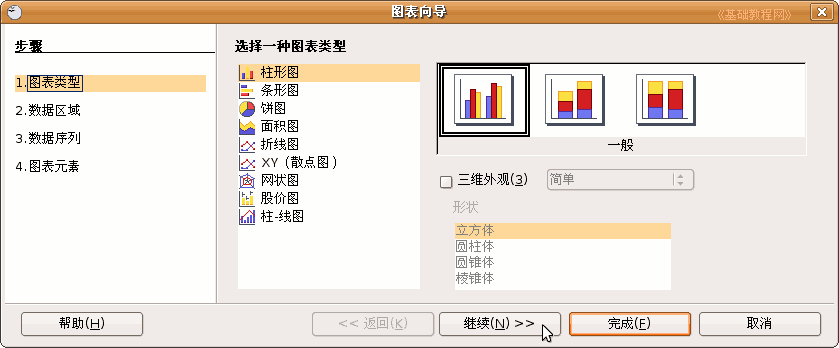 图表向导
《基础教程网》
步骤
1.图表类型
2.数据区域
3.数据序列
4.图表元素
选择一种图表类型
柱形图
条形图
饼图
面积图
折线图
XY（散点图）
网状图
股价图
柱-线图
一般
三维外观(3)
简单
形状
立方体
圆柱体
圆锥体
棱锥体
帮助(H)
<< 返回(K)
继续(N) >>
完成(F)
取消